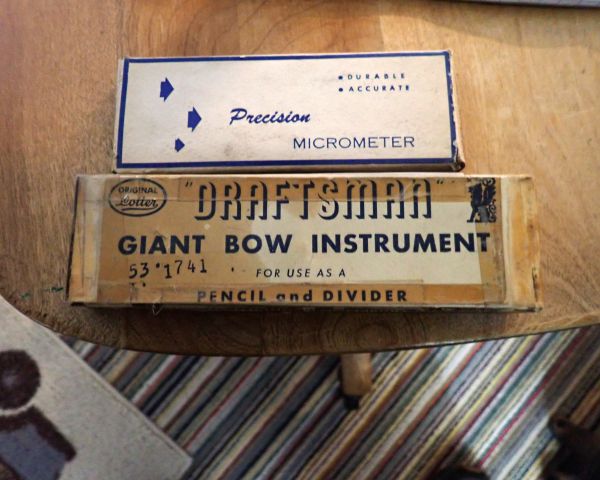 • DURABLE
• ACCURATE
Precision
MICROMETER
ORIGINAL
Lotter
"DRAFTSMAN"
GIANT BOW INSTRUMENT
53•1741
FOR USE AS A
PENCIL and DIVIDER